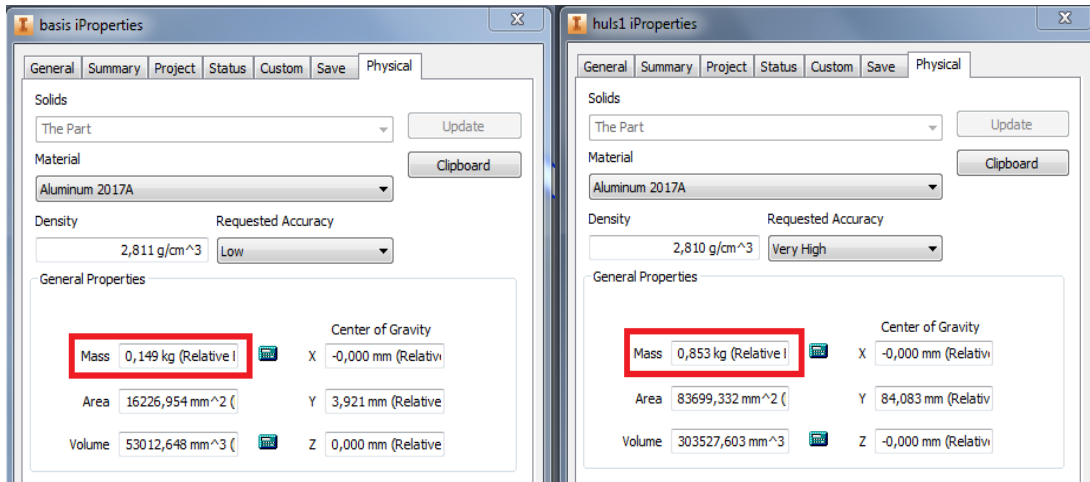 basis iProperties
General Summary Project Status Custom Save Physical
Solids
The Part
Update
Material
Clipboard
Aluminum 2017A
Density Requested Accuracy
2,811 g/cm^3 Low
General Properties
Center of Gravity
Mass 0,149 kg (Relative X -0,000 mm (Relativ
Area 16226,954 mm^2 ( Y 3,921 mm (Relative
Volume 53012,648 mm^3 ( Z 0,000 mm (Relative
huls1 iProperties
General Summary Project Status Custom Save Physical
Solids
The Part
Update
Material
Clipboard
Aluminum 2017A
Density Requested Accuracy
2,810 g/cm^3 Very High
General Properties
Center of Gravity
Mass 0,853 kg (Relative X -0,000 mm (Relativ
Area 83699,332 mm^2 ( Y 84,083 mm (Relativ
Volume 303527,603 mm^3 Z -0,000 mm (Relativ